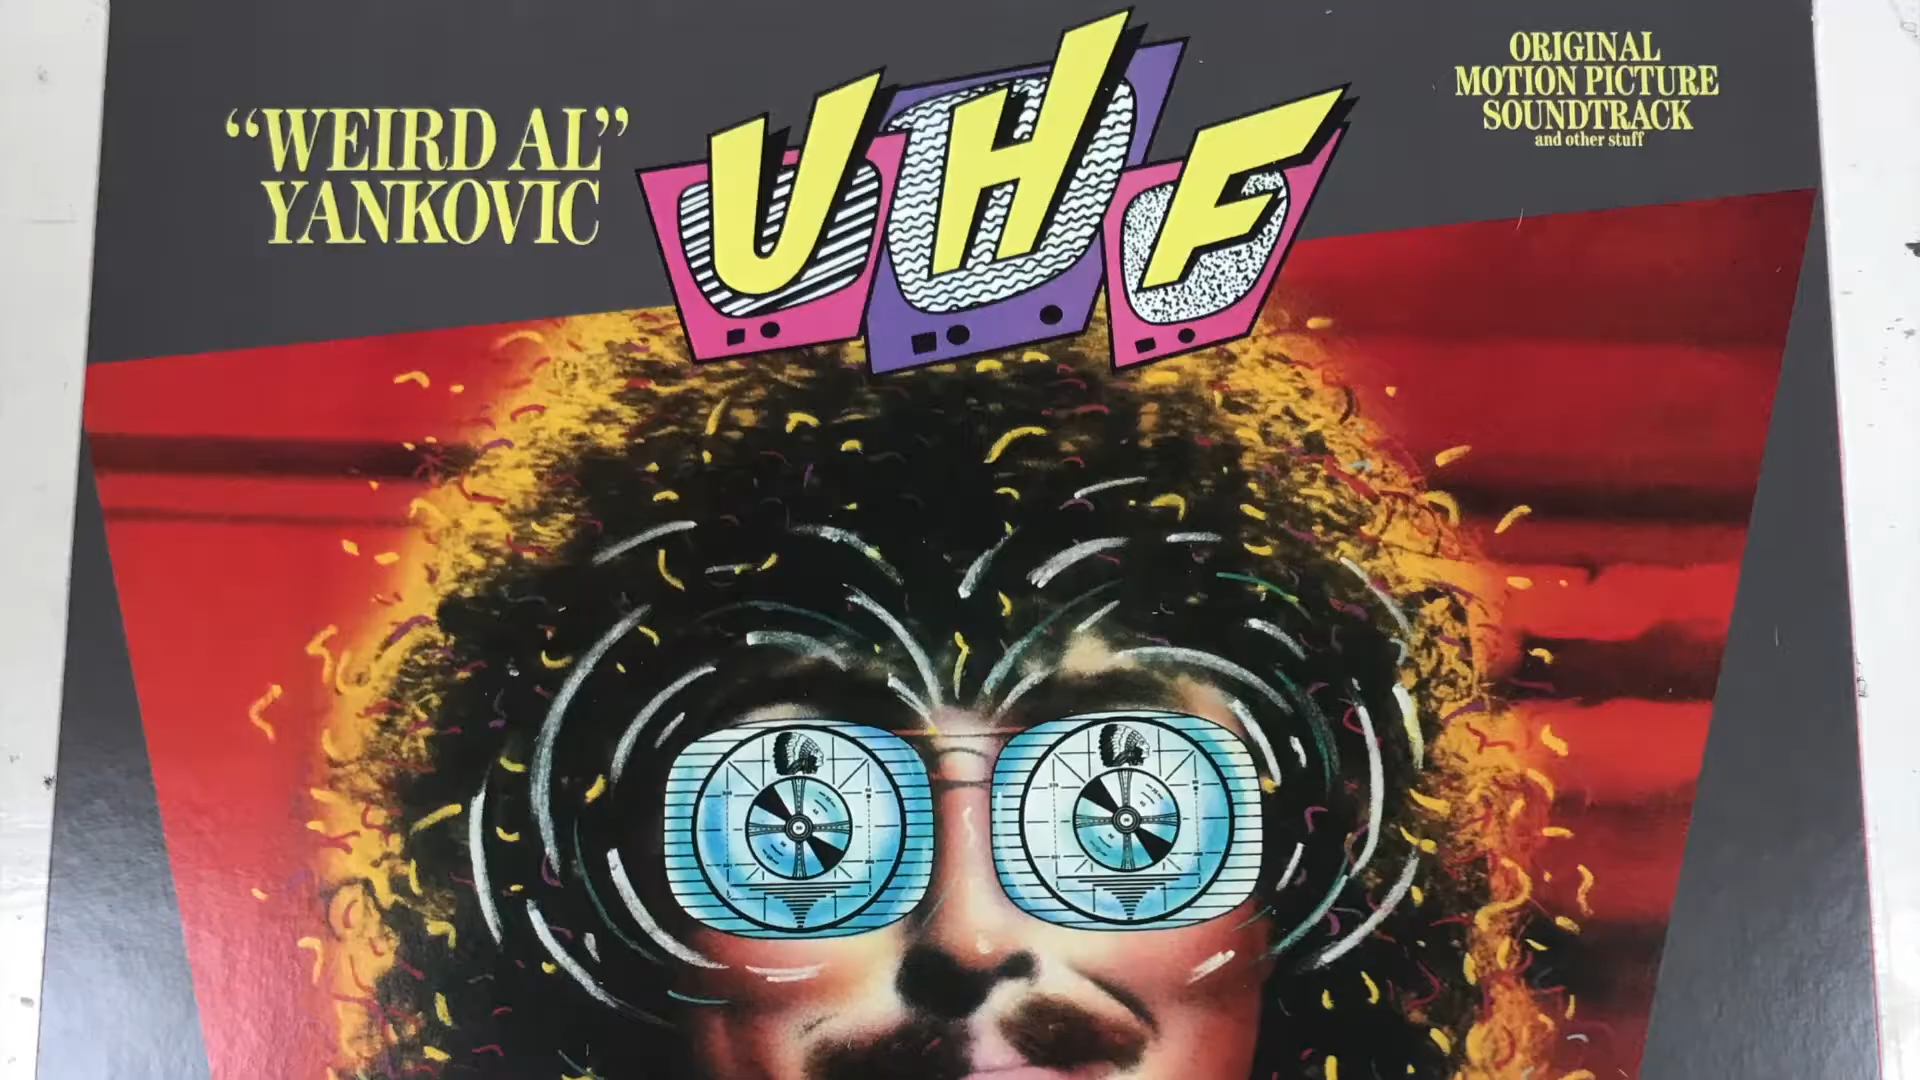 “WEIRD AL”
YANKOVIC
UHF
ORIGINAL
MOTION PICTURE
SOUNDTRACK
and other stuff